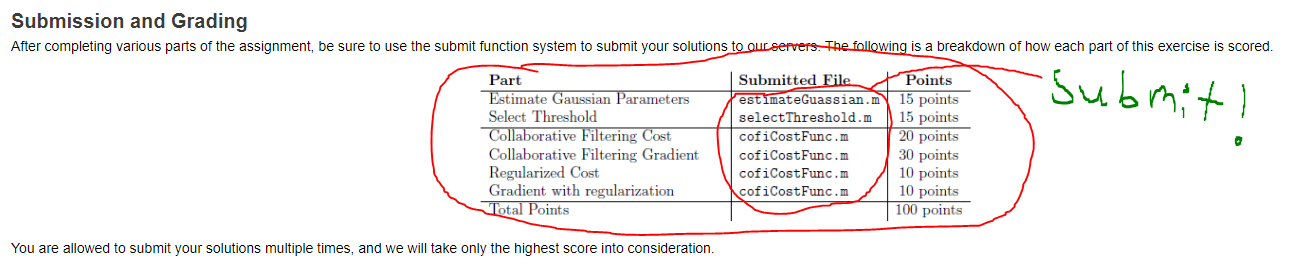 Submission and Grading
After completing various parts of the assignment, be sure to use the submit function system to submit your solutions to our servers. The following is a breakdown of how each part of this exercise is scored.
Part Submitted File Points
Estimate Gaussian Parameters estimateGuassian.m 15 points
Select Threshold selectThreshold.m 15 points
Collaborative Filtering Cost cofiCostFunc.m 20 points
Collaborative Filtering Gradient cofiCostFunc.m 30 points
Regularized Cost cofiCostFunc.m 10 points
Gradient with regularization cofiCostFunc.m 10 points
Total Points 100 points
Submit!
You are allowed to submit your solutions multiple times, and we will take only the highest score into consideration.